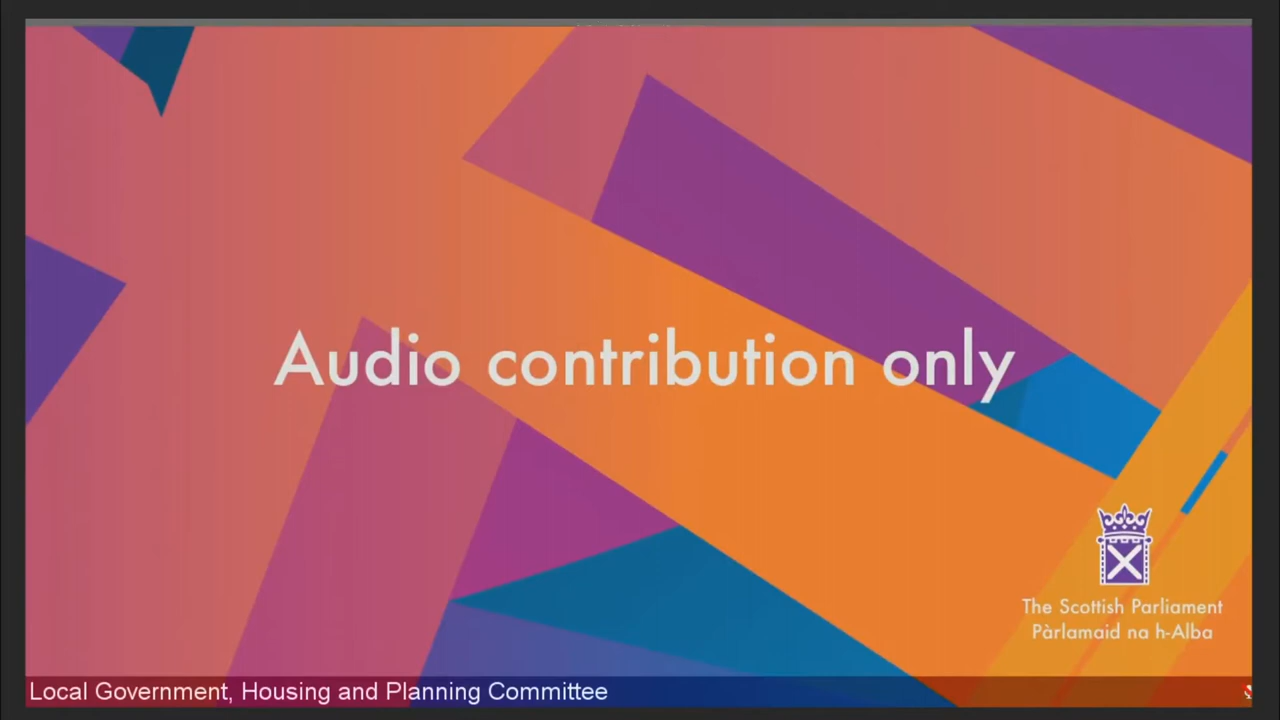 Audio contribution only
The Scottish Parliament
Pàrlamaid na h-Alba
Local Government, Housing and Planning Committee